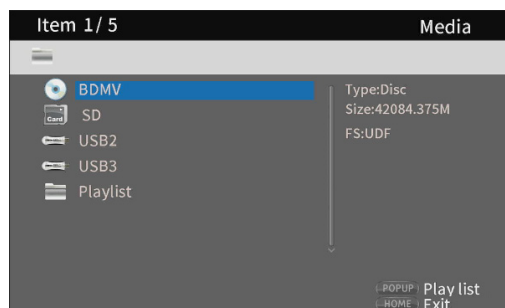 Item 1/ 5
Media
BDMV
Card
SD
USB2
USB3
Playlist
Type:Disc
Size:42084.375M
FS:UDF
POPUP Play list
HOME Exit